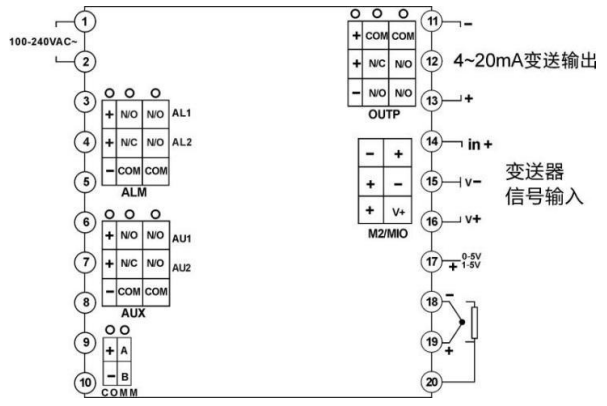 1
100-240VAC~
2
3
4
5
6
7
8
9
10
+ N/O N/O AL1
+ N/C N/O AL2
− COM COM
ALM
+ N/O N/O AU1
+ N/C N/O AU2
− COM COM
AUX
+ A
− B
COMM
+ COM COM
+ N/C N/O
− N/O N/O
OUTP
− +
+ −
+ V+
M2/MIO
11 −
12 4~20mA变送输出
13 +
14 in +
15 V−
16 V+
变送器
信号输入
17 + 0-5V
1-5V
18 −
19 +
20